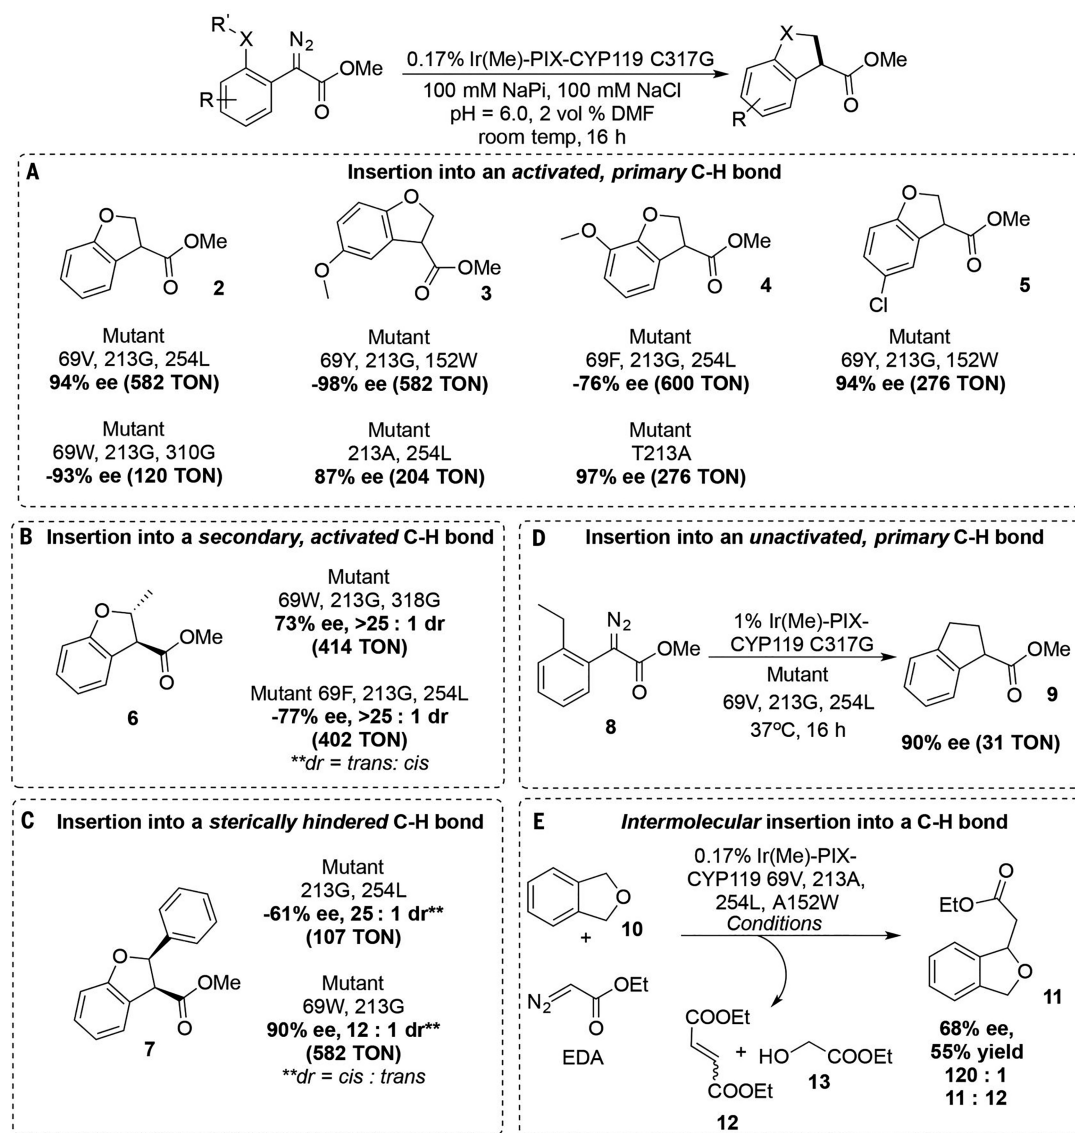 R'
X
N2
OMe
O
R
0.17% Ir(Me)-PIX-CYP119 C317G
100 mM NaPi, 100 mM NaCl
pH = 6.0, 2 vol % DMF
room temp, 16 h
X
OMe
O
R
A Insertion into an activated, primary C-H bond
O
OMe
O
2
Mutant
69V, 213G, 254L
94% ee (582 TON)
Mutant
69W, 213G, 310G
-93% ee (120 TON)
O
O
OMe
O
3
Mutant
69Y, 213G, 152W
-98% ee (582 TON)
Mutant
213A, 254L
87% ee (204 TON)
O
O
OMe
O
4
Mutant
69F, 213G, 254L
-76% ee (600 TON)
Mutant
T213A
97% ee (276 TON)
O
OMe
O
Cl
5
Mutant
69Y, 213G, 152W
94% ee (276 TON)
B Insertion into a secondary, activated C-H bond
O
OMe
O
6
Mutant
69W, 213G, 318G
73% ee, >25 : 1 dr
(414 TON)
Mutant 69F, 213G, 254L
-77% ee, >25 : 1 dr
(402 TON)
**dr = trans: cis
C Insertion into a sterically hindered C-H bond
O
OMe
O
7
Mutant
213G, 254L
-61% ee, 25 : 1 dr**
(107 TON)
Mutant
69W, 213G
90% ee, 12 : 1 dr**
(582 TON)
**dr = cis : trans
D Insertion into an unactivated, primary C-H bond
N2
OMe
O
8
1% Ir(Me)-PIX-
CYP119 C317G
Mutant
69V, 213G, 254L
37ºC, 16 h
OMe
O
9
90% ee (31 TON)
E Intermolecular insertion into a C-H bond
O
10
+
N2
OEt
O
EDA
0.17% Ir(Me)-PIX-
CYP119 69V, 213A,
254L, A152W
Conditions
COOEt
COOEt
12
+
HO
COOEt
13
O
EtO
O
11
68% ee,
55% yield
120 : 1
11 : 12